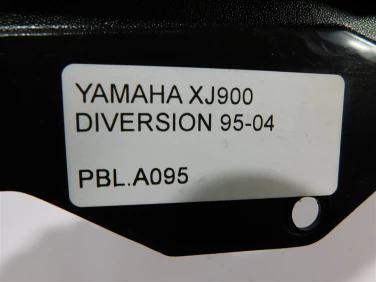 YAMAHA XJ900
DIVERSION 95-04
PBL.A095